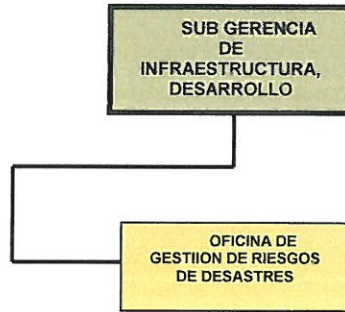 SUB GERENCIA
DE
INFRAESTRUCTURA,
DESARROLLO
OFICINA DE
GESTIION DE RIESGOS
DE DESASTRES